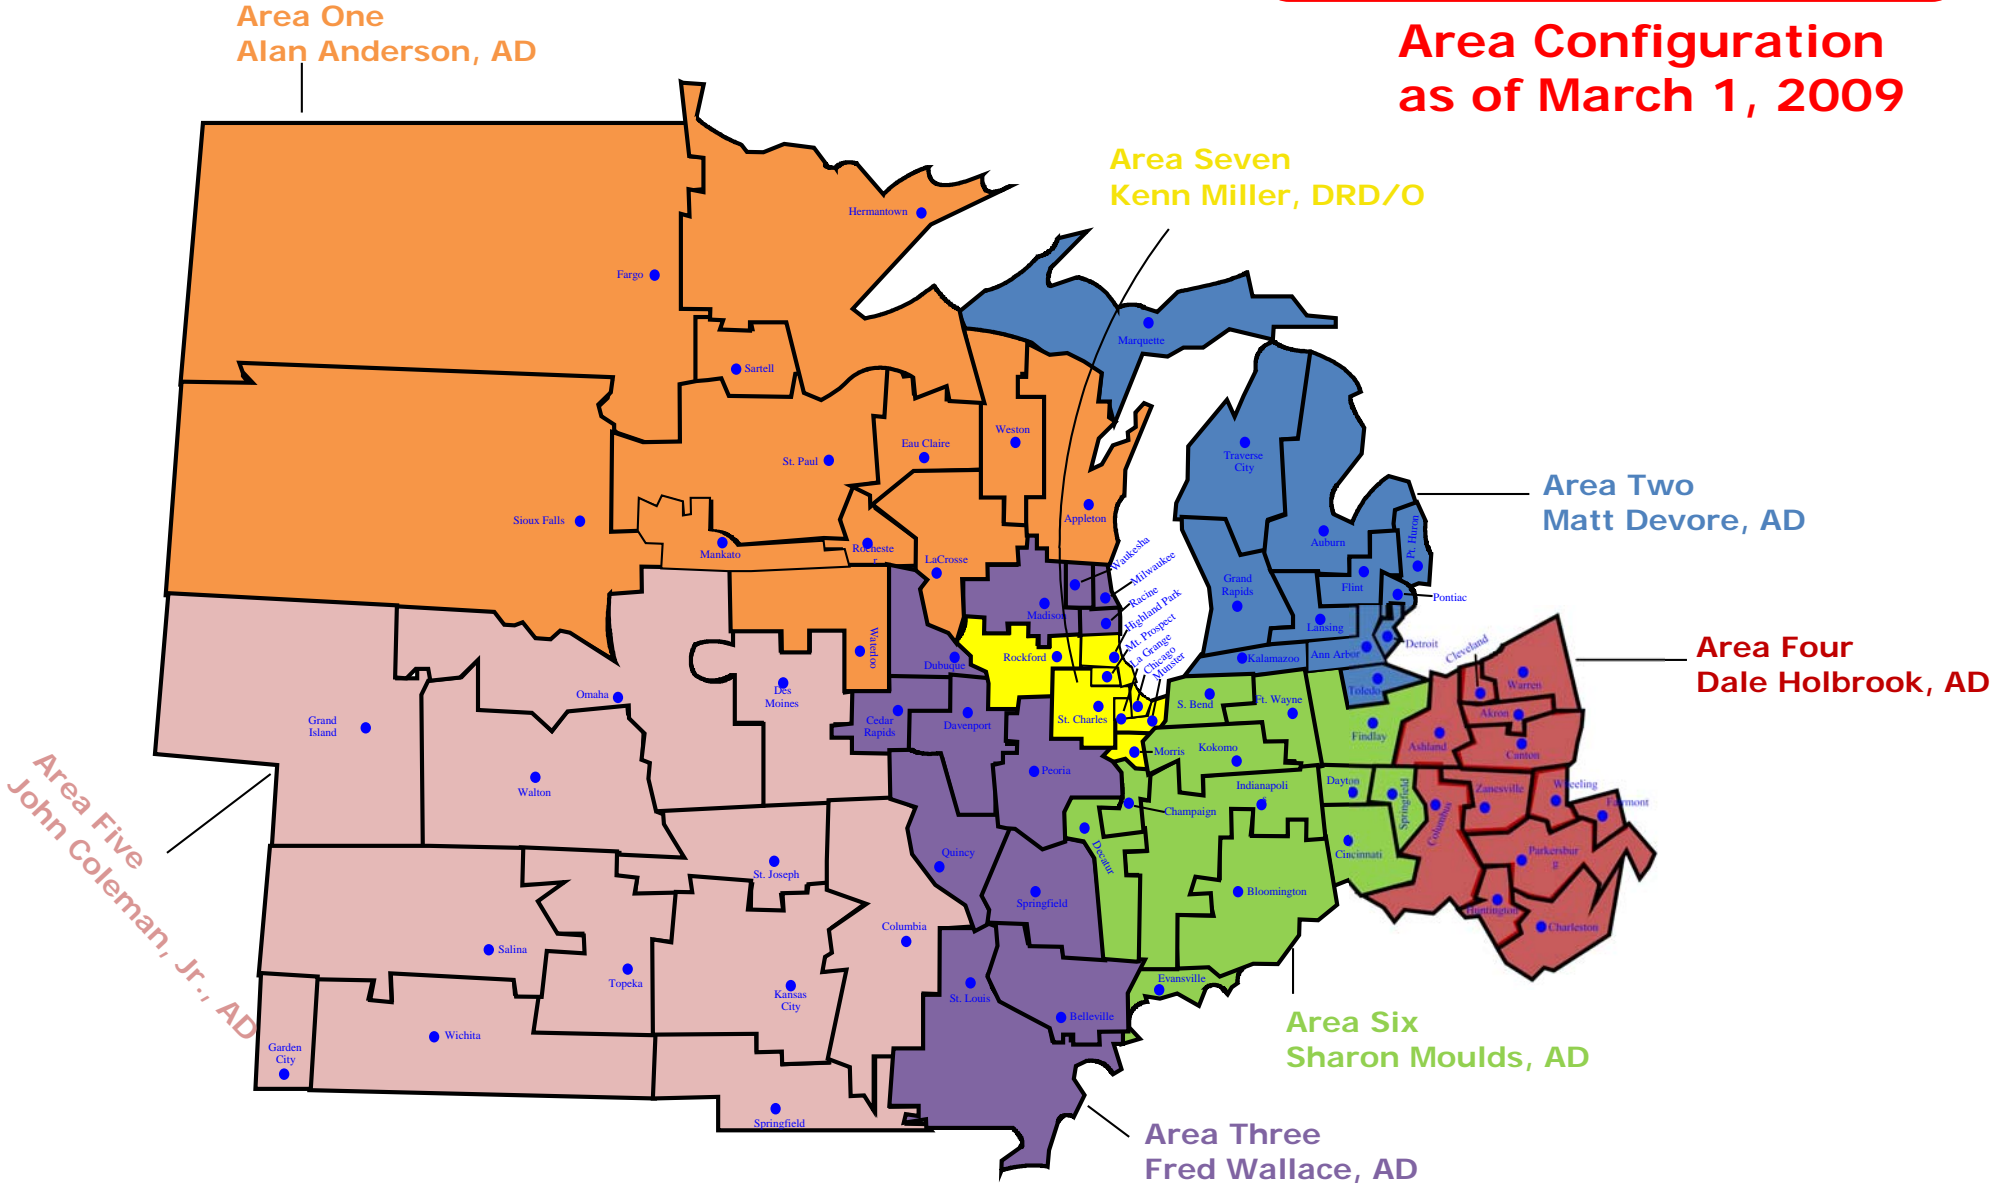 Area One
Alan Anderson, AD
Area Configuration
as of March 1, 2009
Area Seven
Kenn Miller, DRD/O
Hermantown
Fargo
Marquette
Sartell
Weston
Eau Claire
St. Paul
Traverse
City
Area Two
Matt Devore, AD
Appleton
Sioux Falls
Mankato
Rocheste
r
LaCrosse
Auburn
Pt. Huron
Waukesha
Milwaukee
Racine
Highland Park
Mt. Prospect
La Grange
Chicago
Munster
Grand
Rapids
Flint
Pontiac
Madison
Lansing
Detroit
Cleveland
Area Four
Dale Holbrook, AD
Waterloo
Dubuque
Rockford
Kalamazoo
Ann Arbor
Warren
Toledo
Omaha
Des
Moines
Grand
Island
Cedar
Rapids
Davenport
St. Charles
S. Bend
Ft. Wayne
Findlay
Akron
Ashland
Canton
Morris
Kokomo
Peoria
Walton
Indianapoli
s
Dayton
Springfield
Columbus
Zanesville
Wheeling
Fairmont
Champaign
Area Five
John Coleman, Jr., AD
Decatur
Cincinnati
Parkersbur
g
Quincy
St. Joseph
Springfield
Bloomington
Huntington
Charleston
Columbia
Salina
Topeka
Kansas
City
St. Louis
Evansville
Belleville
Wichita
Garden
City
Area Six
Sharon Moulds, AD
Springfield
Area Three
Fred Wallace, AD